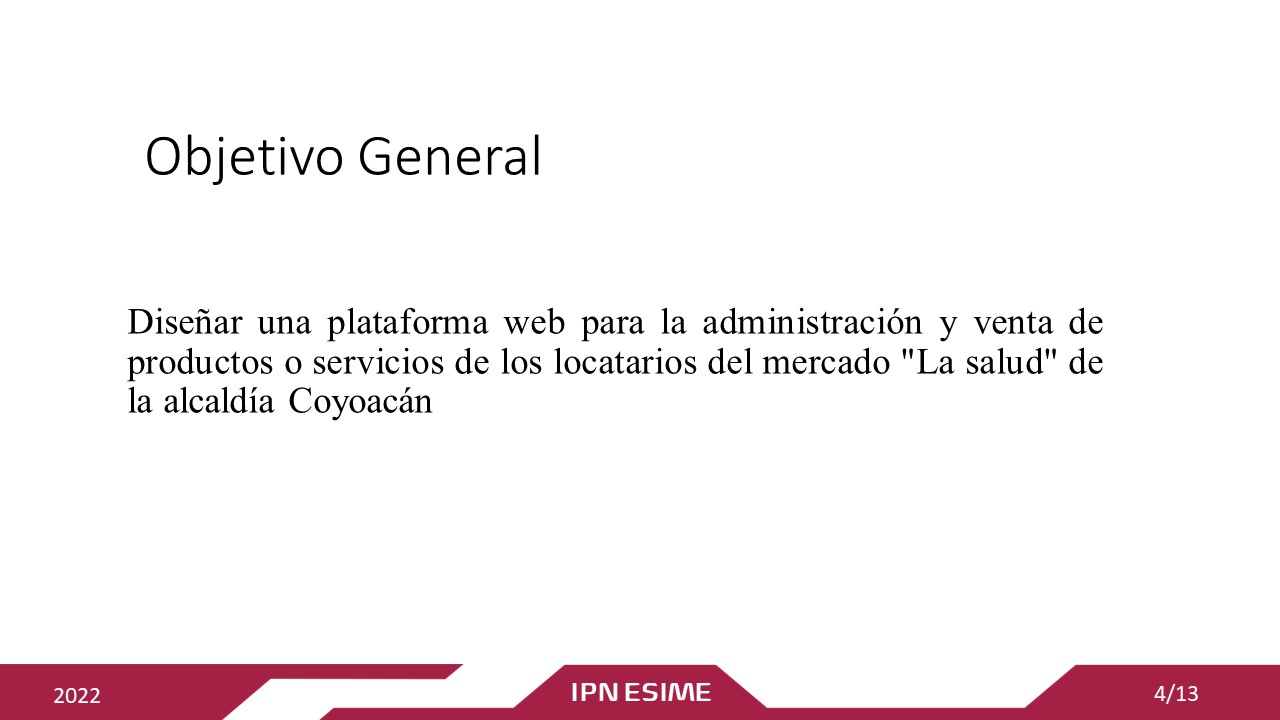 Objetivo General
Diseñar una plataforma web para la administración y venta de
productos o servicios de los locatarios del mercado "La salud" de
la alcaldía Coyoacán
2022
IPN ESIME
4/13